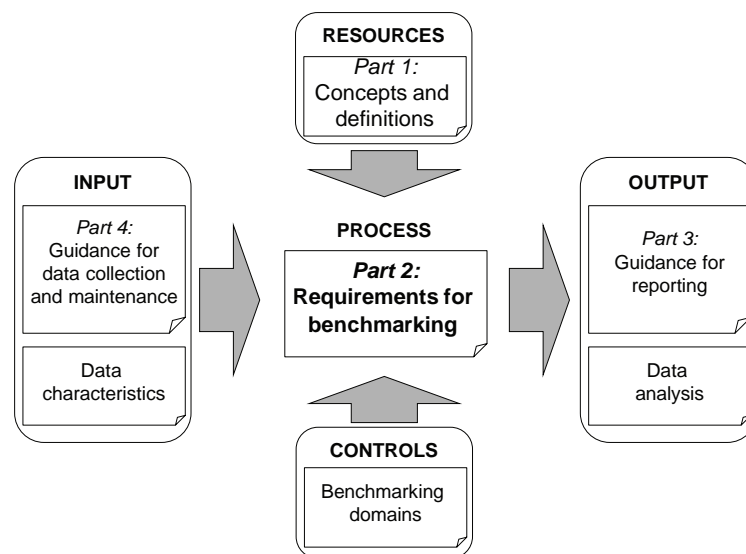 RESOURCES
Part 1:
Concepts and
definitions
INPUT
Part 4:
Guidance for
data collection
and maintenance
Data
characteristics
PROCESS
Part 2:
Requirements for
benchmarking
OUTPUT
Part 3:
Guidance for
reporting
Data
analysis
CONTROLS
Benchmarking
domains